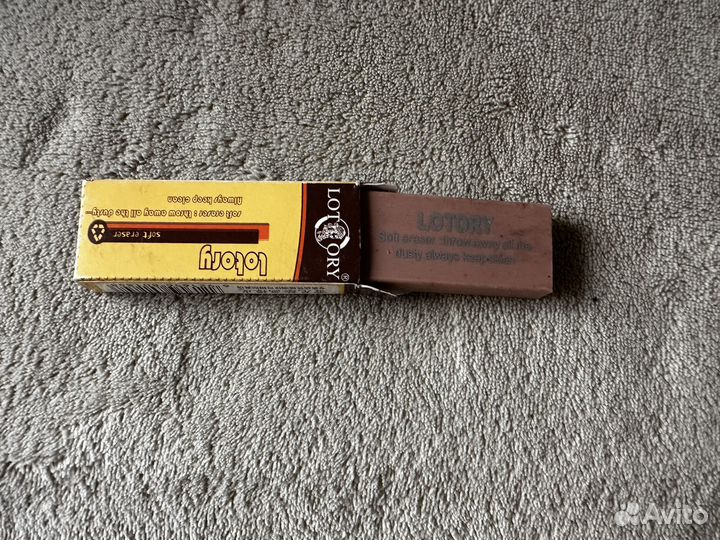 Lotory
soft eraser
soft eraser : throw away all the dusty—
Always keep clean
LOTORY®
LOTORY
Soft eraser :throw away all the
dusty always keep clean
Avito